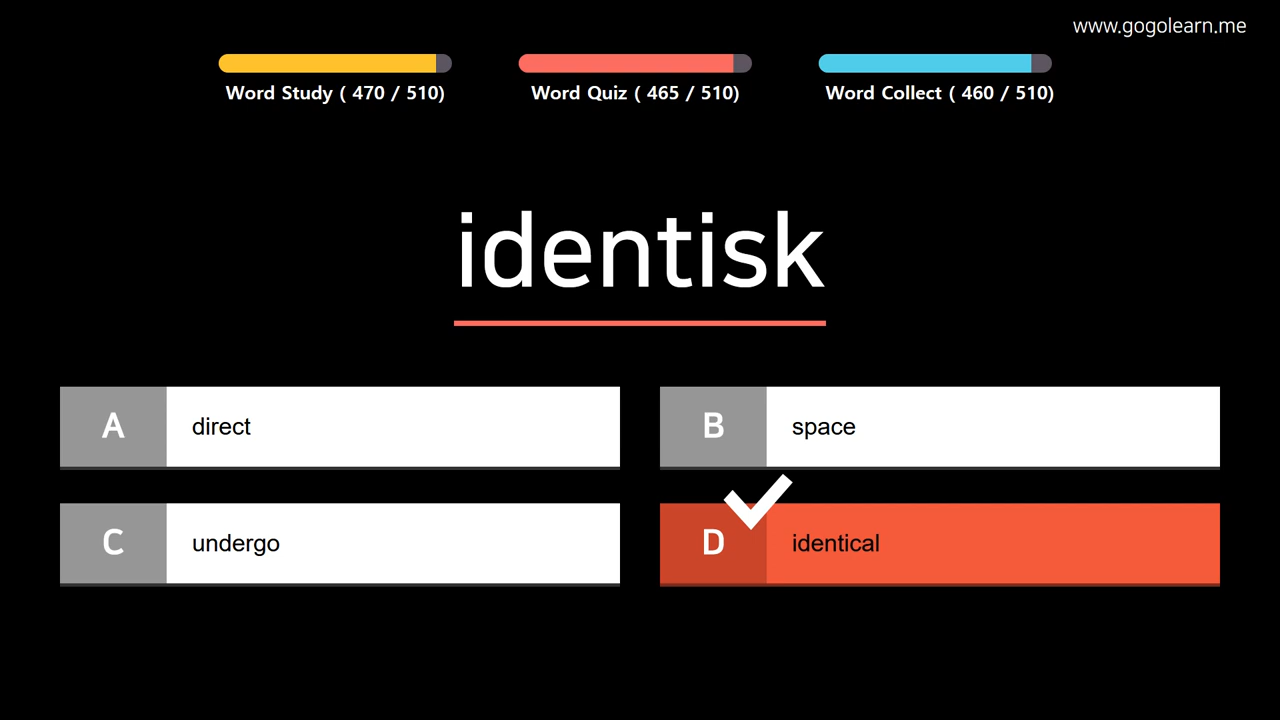 www.gogolearn.me
Word Study ( 470 / 510)
Word Quiz ( 465 / 510)
Word Collect ( 460 / 510)
identisk
A direct
B space
C undergo
D identical